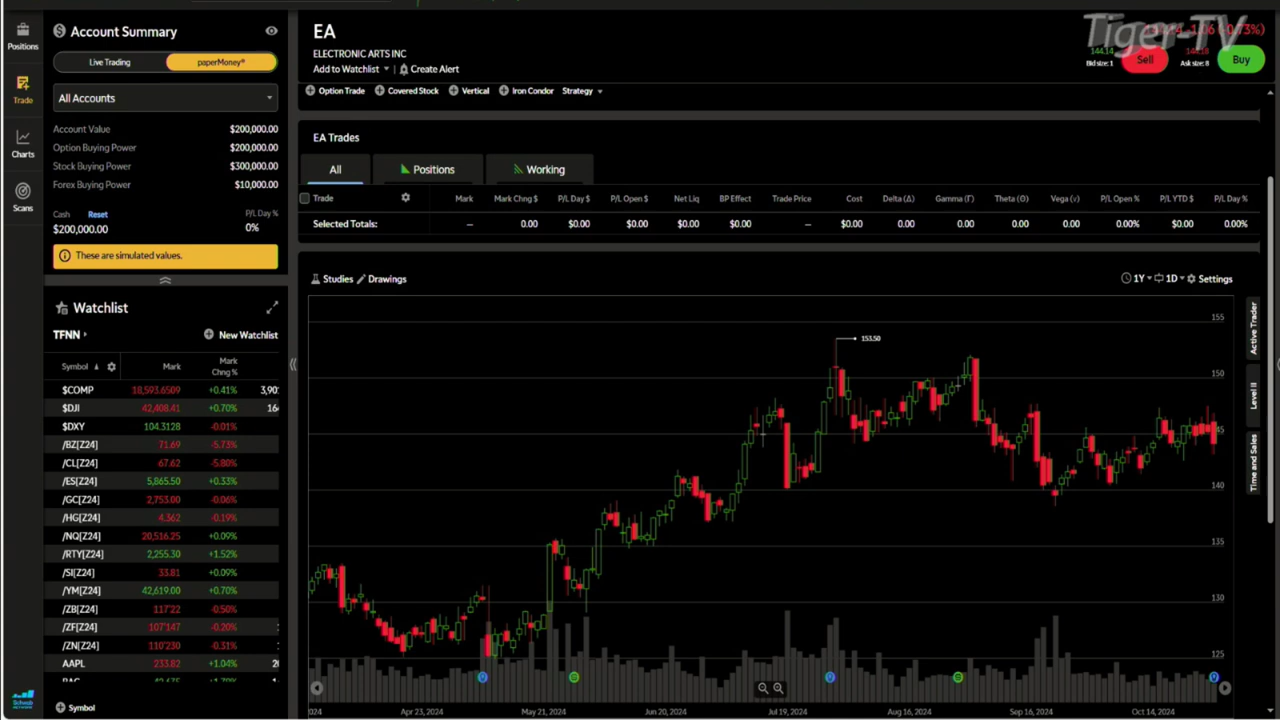 Positions
Trade
Charts
Scans
Account Summary
Live Trading
paperMoney®
All Accounts
Account Value $200,000.00
Option Buying Power $200,000.00
Stock Buying Power $300,000.00
Forex Buying Power $10,000.00
Cash Reset P/L Day %
$200,000.00 0%
These are simulated values.
Watchlist
TFNN New Watchlist
Symbol Mark Mark Chng %
$COMP 18,593.6509 +0.41%
$DJI 42,408.41 +0.70%
$DXY 104.3128 -0.01%
/BZ[Z24] 71.69 -5.73%
/CL[Z24] 67.62 -5.80%
/ES[Z24] 5,865.50 +0.33%
/GC[Z24] 2,753.00 -0.06%
/HG[Z24] 4.362 -0.19%
/NQ[Z24] 20,516.25 +0.09%
/RTY[Z24] 2,255.30 +1.52%
/SI[Z24] 33.81 +0.09%
/YM[Z24] 42,619.00 +0.70%
/ZB[Z24] 117'22 -0.50%
/ZF[Z24] 107'147 -0.20%
/ZN[Z24] 110'230 -0.31%
AAPL 233.82 +1.04%
Symbol
EA
ELECTRONIC ARTS INC
Add to Watchlist Create Alert
Tiger-TV
144.14
Bid size: 1
Sell
144.18
Ask size: 8
Buy
Option Trade Covered Stock Vertical Iron Condor Strategy
EA Trades
All Positions Working
Trade Mark Mark Chng $ P/L Day $ P/L Open $ Net Liq BP Effect Trade Price Cost Delta (Δ) Gamma (Γ) Theta (Θ) Vega (ν) P/L Open % P/L YTD $ P/L Day %
Selected Totals: — 0.00 $0.00 $0.00 $0.00 $0.00 — $0.00 0.00 0.00 0.00 0.00 0.00% $0.00 0.00%
Studies Drawings 1Y 1D Settings
155
153.50
150
45
140
135
130
125
Active Trader
Level II
Time and Sales
2024 Apr 23, 2024 May 21, 2024 Jun 20, 2024 Jul 19, 2024 Aug 16, 2024 Sep 16, 2024 Oct 14, 2024